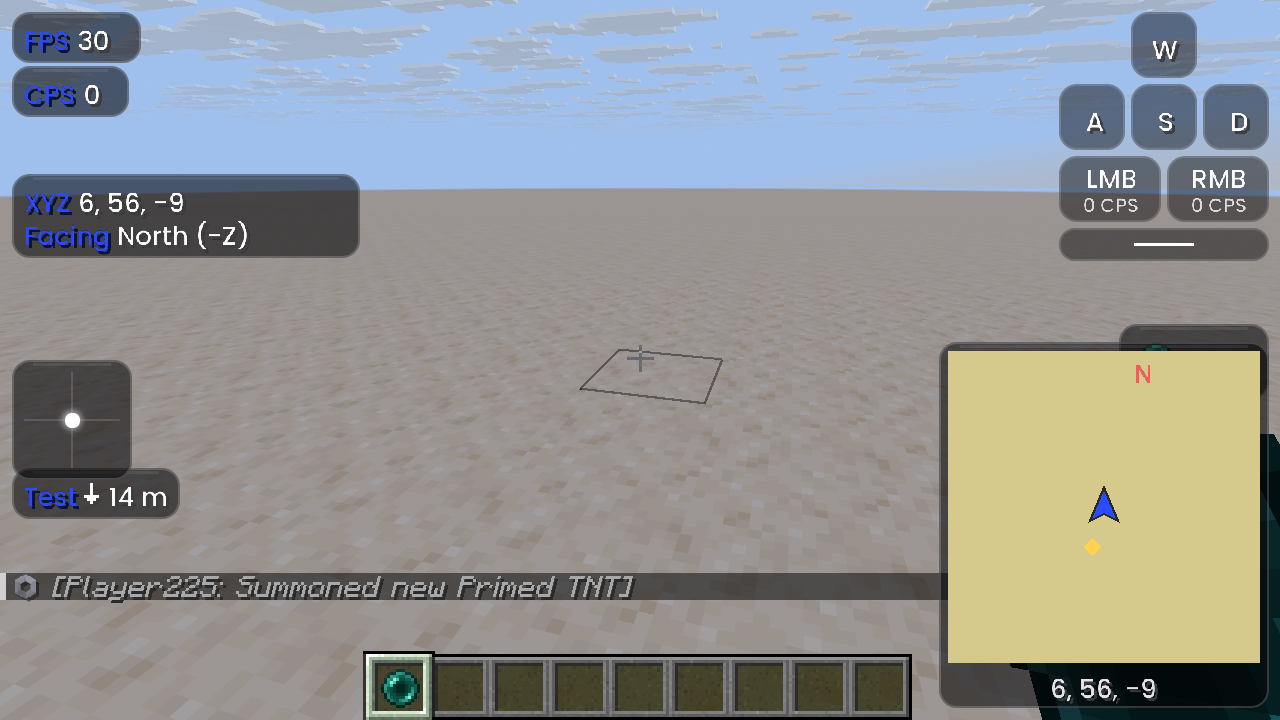 FPS 30
CPS 0
XYZ 6, 56, -9
Facing North (-Z)
Test 14 m
[Player225: Summoned new Primed TNT]
W
A S D
LMB
0 CPS
RMB
0 CPS
N
6, 56, -9